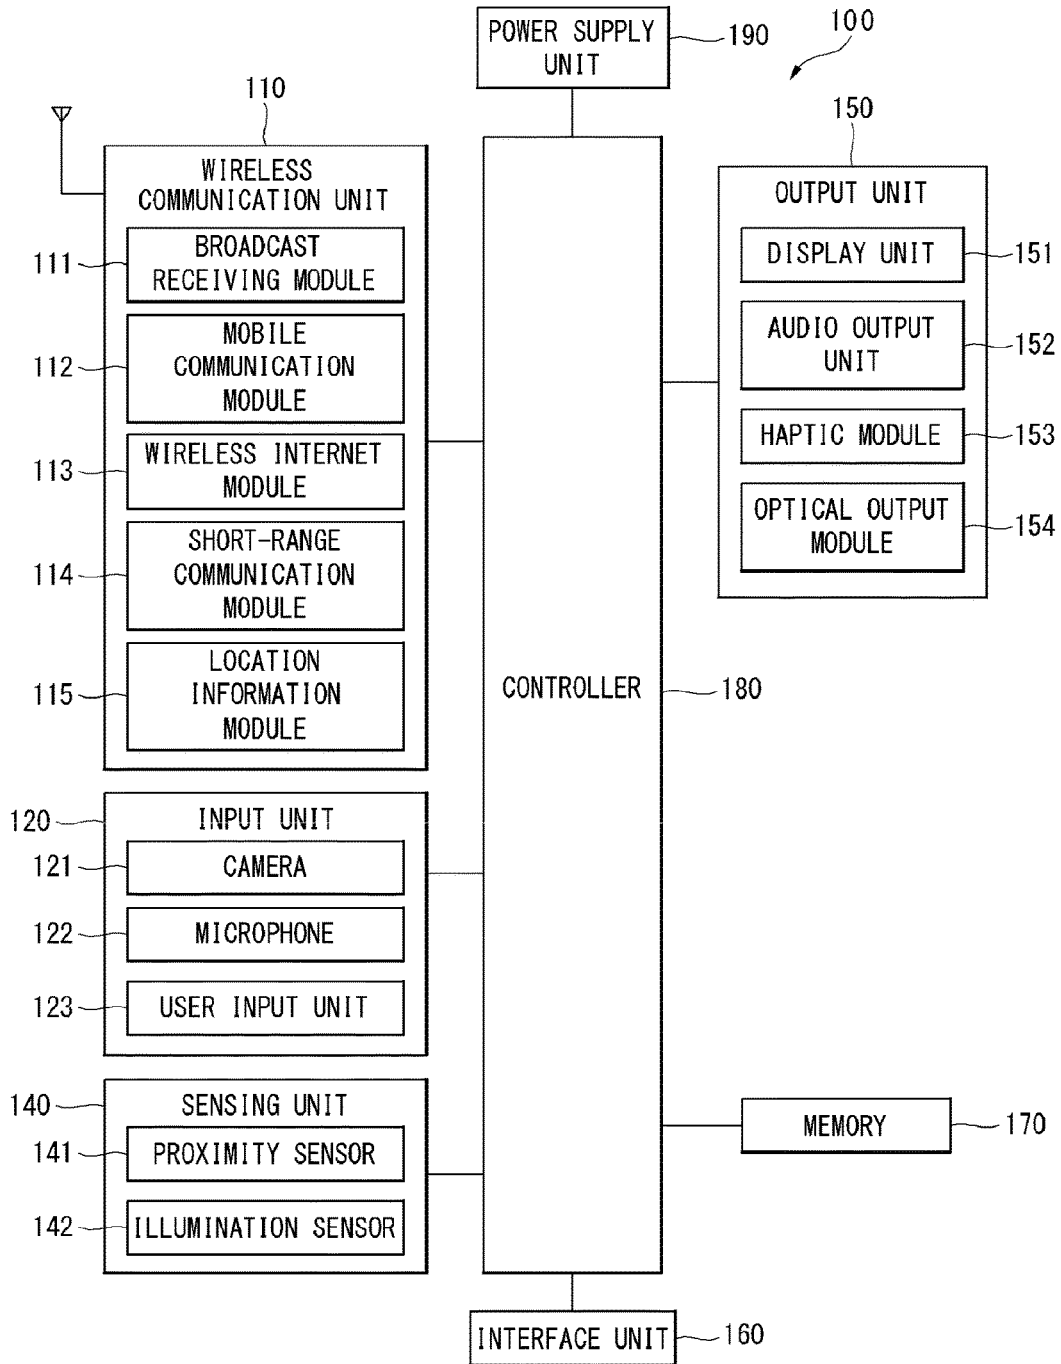 POWER SUPPLY
UNIT
190
100
110
WIRELESS
COMMUNICATION UNIT
111
BROADCAST
RECEIVING MODULE
112
MOBILE
COMMUNICATION
MODULE
113
WIRELESS INTERNET
MODULE
114
SHORT-RANGE
COMMUNICATION
MODULE
115
LOCATION
INFORMATION
MODULE
120
INPUT UNIT
121
CAMERA
122
MICROPHONE
123
USER INPUT UNIT
140
SENSING UNIT
141
PROXIMITY SENSOR
142
ILLUMINATION SENSOR
CONTROLLER
180
150
OUTPUT UNIT
DISPLAY UNIT
151
AUDIO OUTPUT
UNIT
152
HAPTIC MODULE
153
OPTICAL OUTPUT
MODULE
154
MEMORY
170
INTERFACE UNIT
160